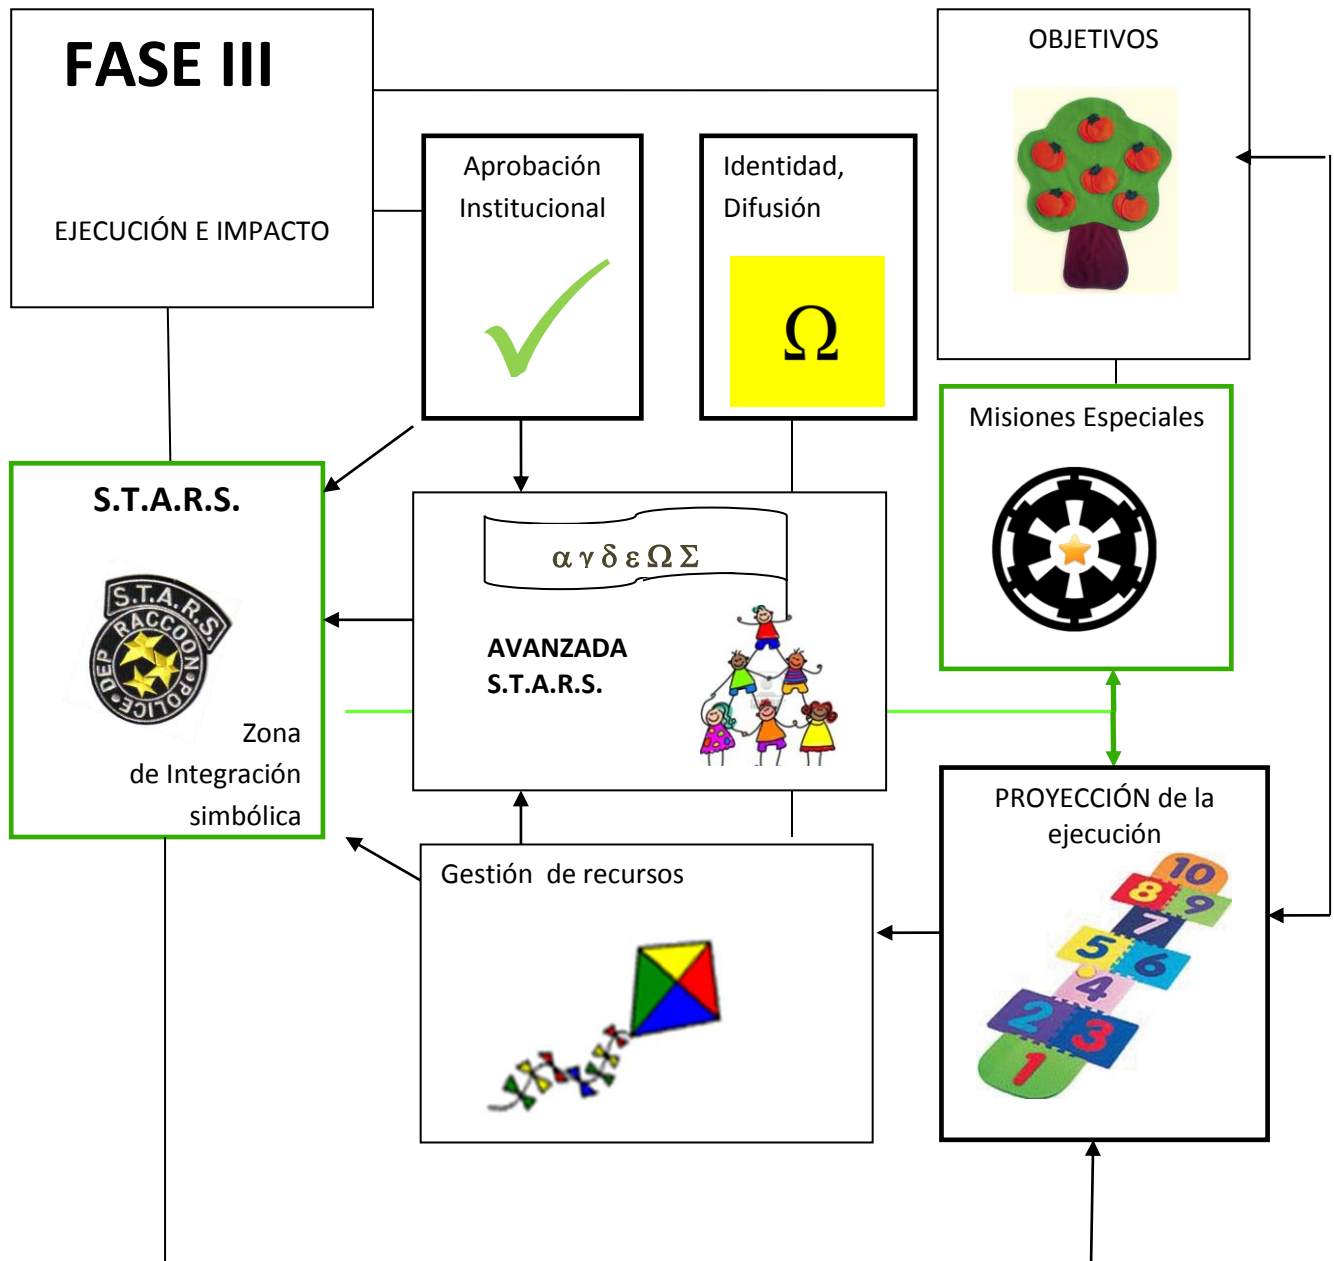 FASE III
EJECUCIÓN E IMPACTO
OBJETIVOS
Aprobación
Institucional
Identidad,
Difusión
Ω
Misiones Especiales
S.T.A.R.S.
S.T.A.R.S.
RACCOON
POLICE
DEP
Zona
de Integración
simbólica
α γ δ ε Ω Σ
AVANZADA
S.T.A.R.S.
Gestión de recursos
PROYECCIÓN de la
ejecución
10
8 9
7
5 6
4
2 3
1